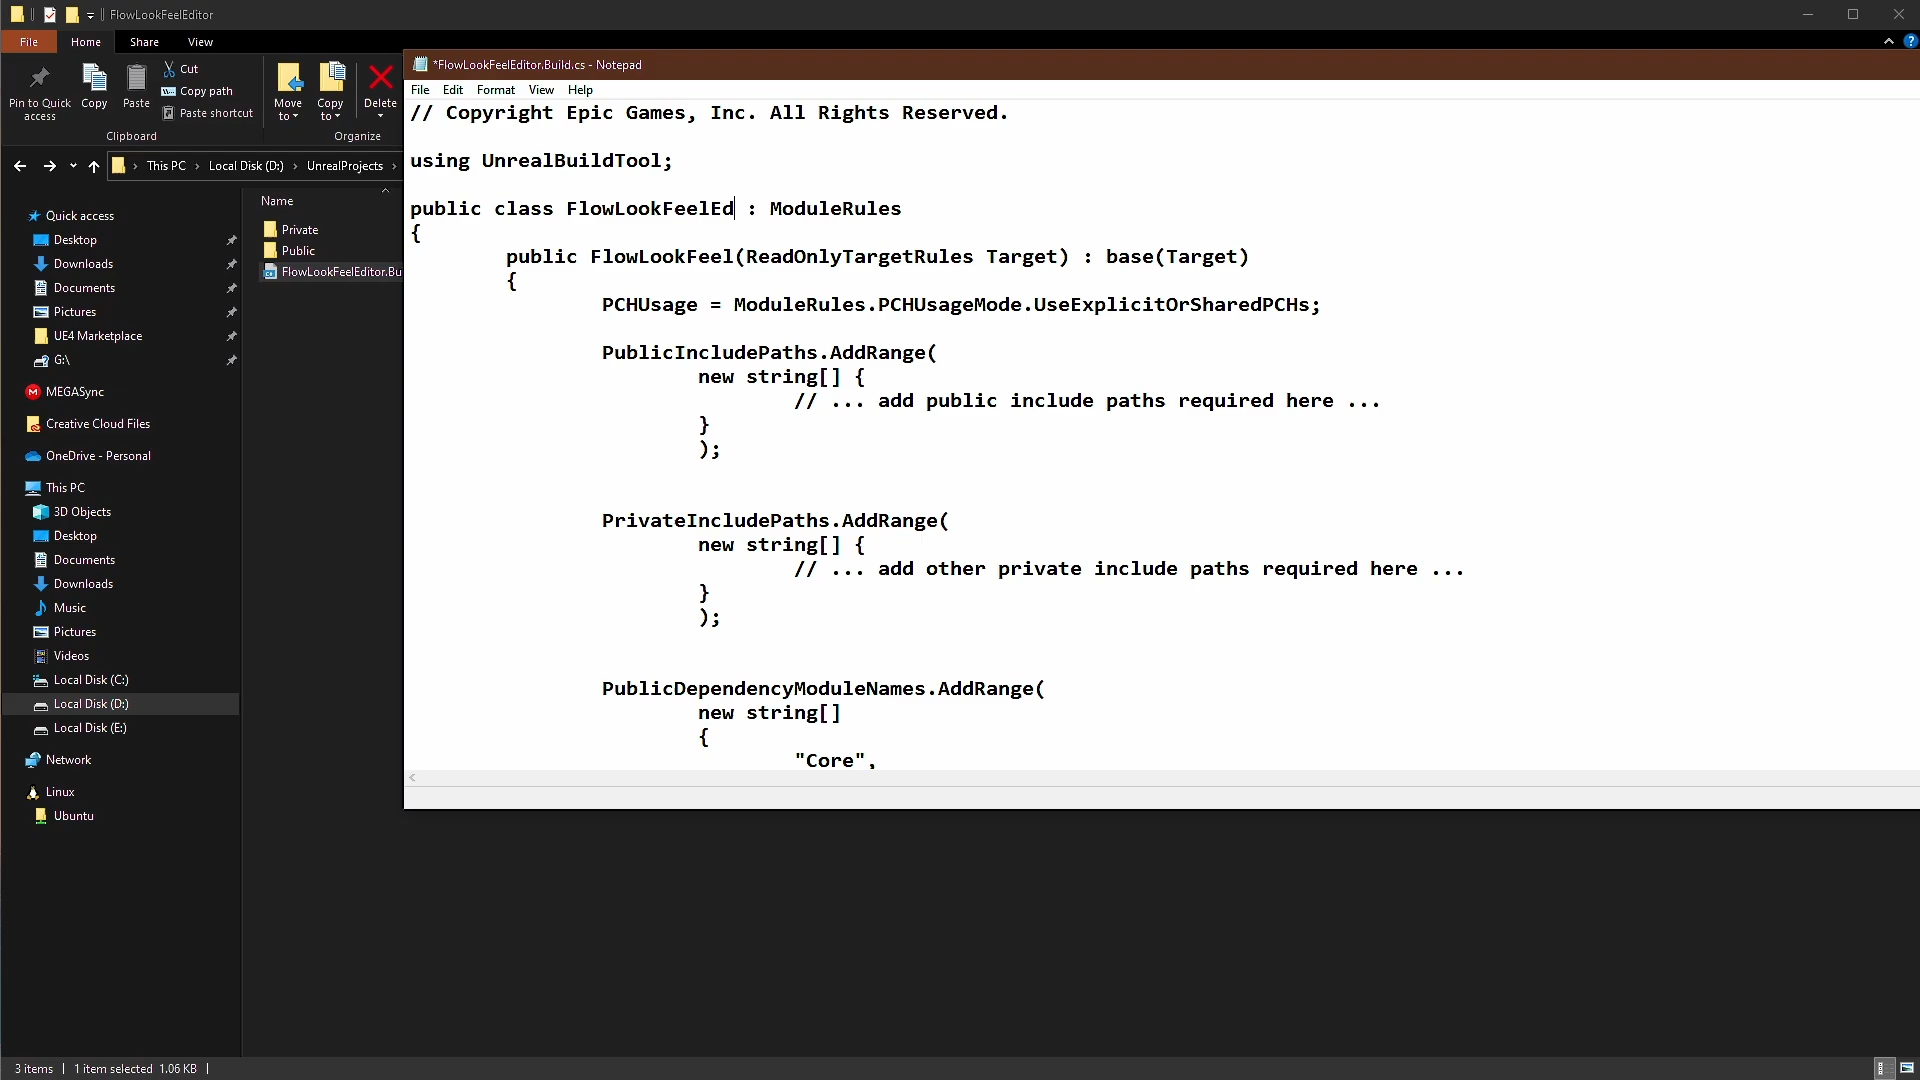 FlowLookFeelEditor
File Home Share View
Pin to Quick access
Copy
Paste
Cut
Copy path
Paste shortcut
Clipboard
Move to
Copy to
Delete
Organize
This PC › Local Disk (D:) › UnrealProjects ›
Quick access
Desktop
Downloads
Documents
Pictures
UE4 Marketplace
G:\
MEGASync
Creative Cloud Files
OneDrive - Personal
This PC
3D Objects
Desktop
Documents
Downloads
Music
Pictures
Videos
Local Disk (C:)
Local Disk (D:)
Local Disk (E:)
Network
Linux
Ubuntu
Name
Private
Public
FlowLookFeelEditor.Bu
*FlowLookFeelEditor.Build.cs - Notepad
File Edit Format View Help
// Copyright Epic Games, Inc. All Rights Reserved.
using UnrealBuildTool;
public class FlowLookFeelEd : ModuleRules
{
public FlowLookFeel(ReadOnlyTargetRules Target) : base(Target)
{
PCHUsage = ModuleRules.PCHUsageMode.UseExplicitOrSharedPCHs;
PublicIncludePaths.AddRange(
new string[] {
// ... add public include paths required here ...
}
);
PrivateIncludePaths.AddRange(
new string[] {
// ... add other private include paths required here ...
}
);
PublicDependencyModuleNames.AddRange(
new string[]
{
"Core",
3 items | 1 item selected 1.06 KB |